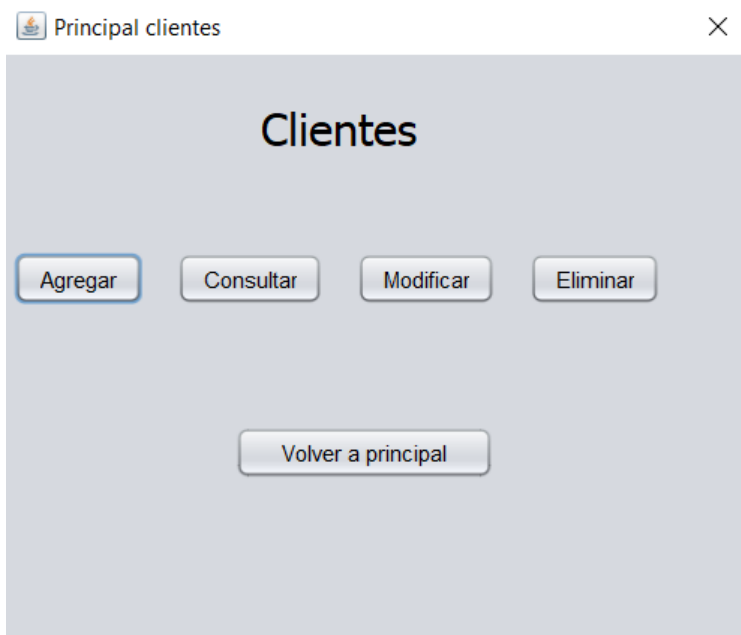 Principal clientes
Clientes
Agregar Consultar Modificar Eliminar
Volver a principal